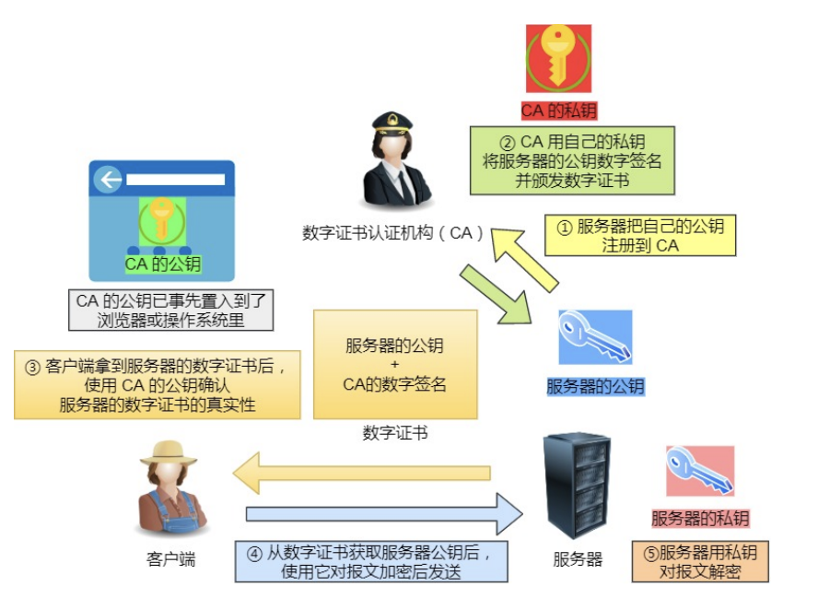 CA 的私钥
② CA 用自己的私钥
将服务器的公钥数字签名
并颁发数字证书
数字证书认证机构（CA）
① 服务器把自己的公钥
注册到 CA
CA 的公钥
CA 的公钥已事先置入到了
浏览器或操作系统里
③ 客户端拿到服务器的数字证书后，
使用 CA 的公钥确认
服务器的数字证书的真实性
服务器的公钥
+
CA的数字签名
数字证书
服务器的公钥
客户端
④ 从数字证书获取服务器公钥后，
使用它对报文加密后发送
服务器
服务器的私钥
⑤服务器用私钥
对报文解密